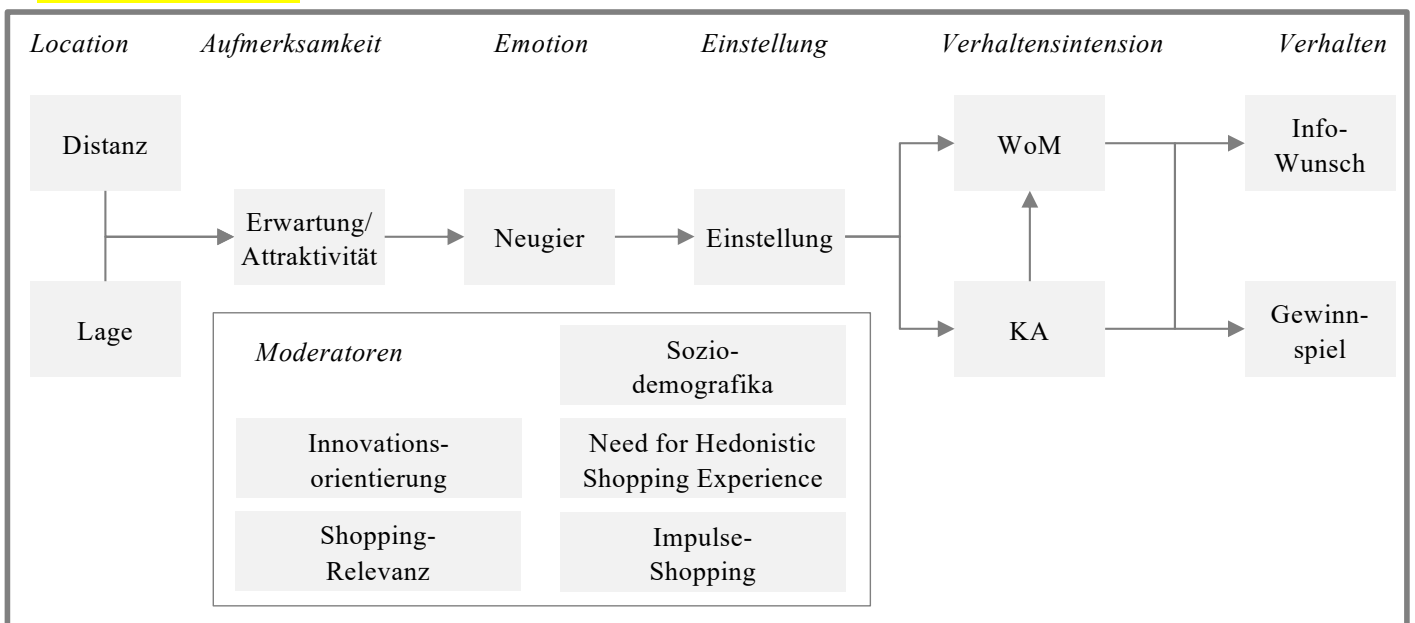 Location Aufmerksamkeit Emotion Einstellung Verhaltensintension Verhalten
Distanz
Lage
Erwartung/
Attraktivität
Neugier
Einstellung
WoM
KA
Info-
Wunsch
Gewinn-
spiel
Moderatoren
Sozio-
demografika
Innovations-
orientierung
Need for Hedonistic
Shopping Experience
Shopping-
Relevanz
Impulse-
Shopping